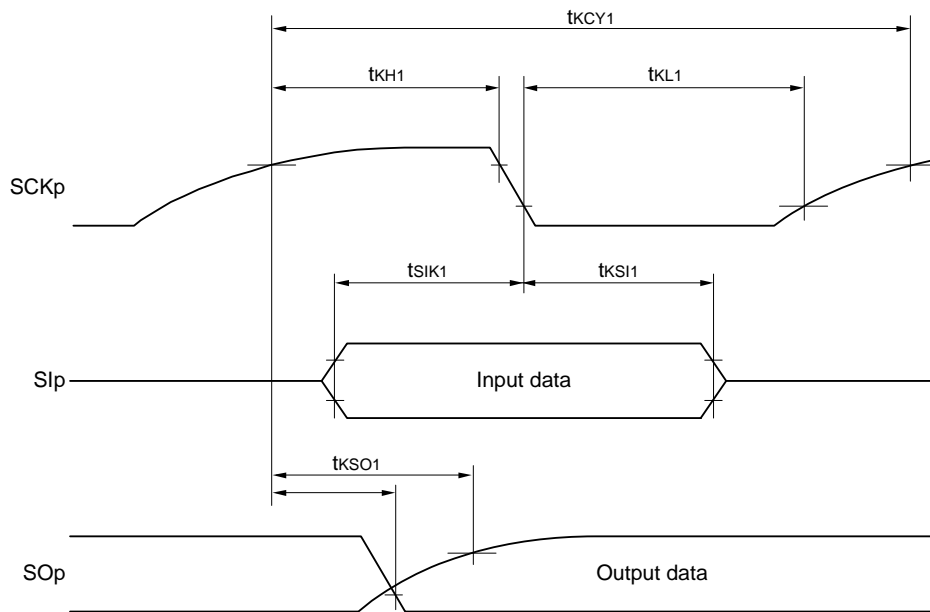 tKCY1
tKH1
tKL1
SCKp
tSIK1
tKSI1
SIp
Input data
tKSO1
SOp
Output data